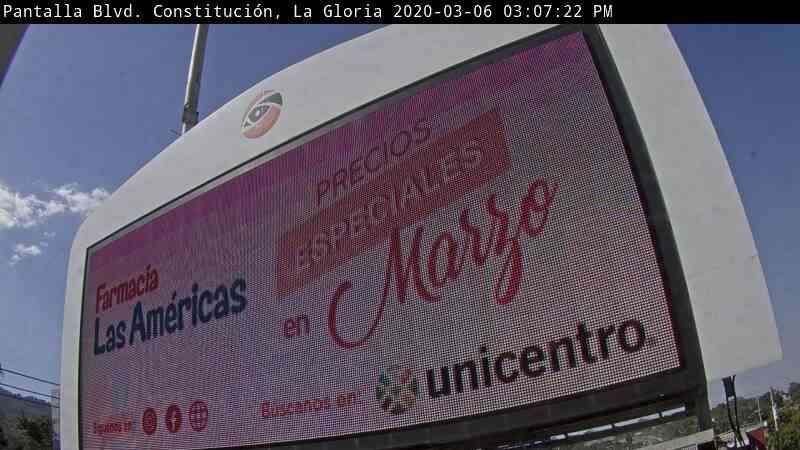 Pantalla Blvd. Constitución, La Gloria 2020-03-06 03:07:22 PM
PRECIOS
ESPECIALES
en Marzo
Farmacia
Las Américas
Síguenos en:
Búscanos en:
unicentro